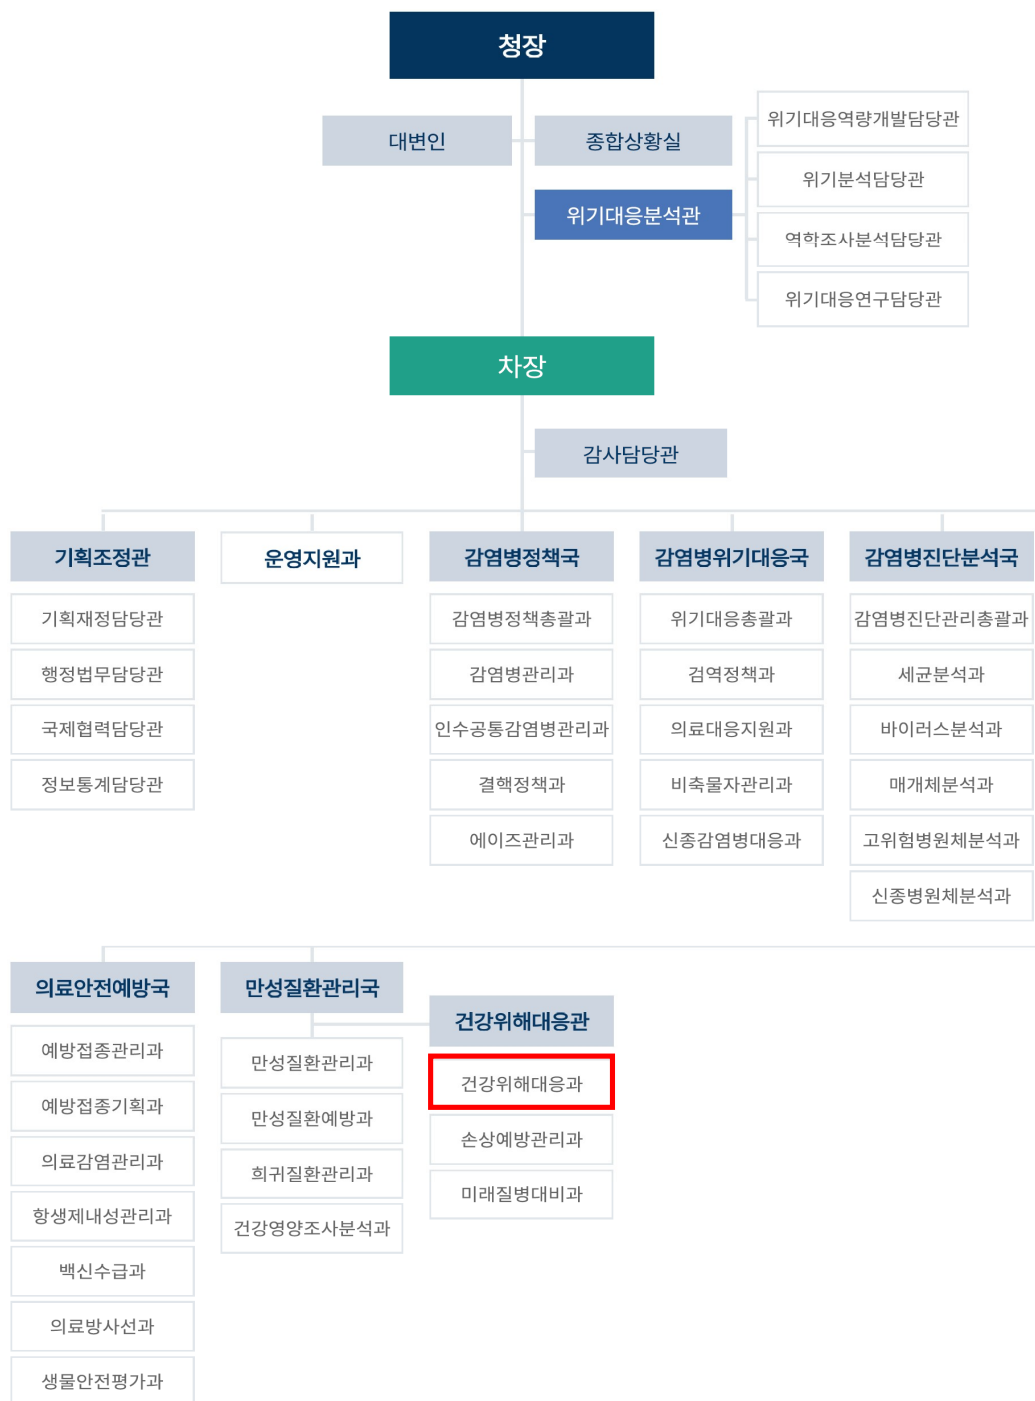 청장
대변인
종합상황실
위기대응분석관
위기대응역량개발담당관
위기분석담당관
역학조사분석담당관
위기대응연구담당관
차장
감사담당관
기획조정관
기획재정담당관
행정법무담당관
국제협력담당관
정보통계담당관
운영지원과
감염병정책국
감염병정책총괄과
감염병관리과
인수공통감염병관리과
결핵정책과
에이즈관리과
감염병위기대응국
위기대응총괄과
검역정책과
의료대응지원과
비축물자관리과
신종감염병대응과
감염병진단분석국
감염병진단관리총괄과
세균분석과
바이러스분석과
매개체분석과
고위험병원체분석과
신종병원체분석과
의료안전예방국
예방접종관리과
예방접종기획과
의료감염관리과
항생제내성관리과
백신수급과
의료방사선과
생물안전평가과
만성질환관리국
만성질환관리과
만성질환예방과
희귀질환관리과
건강영양조사분석과
건강위해대응관
건강위해대응과
손상예방관리과
미래질병대비과